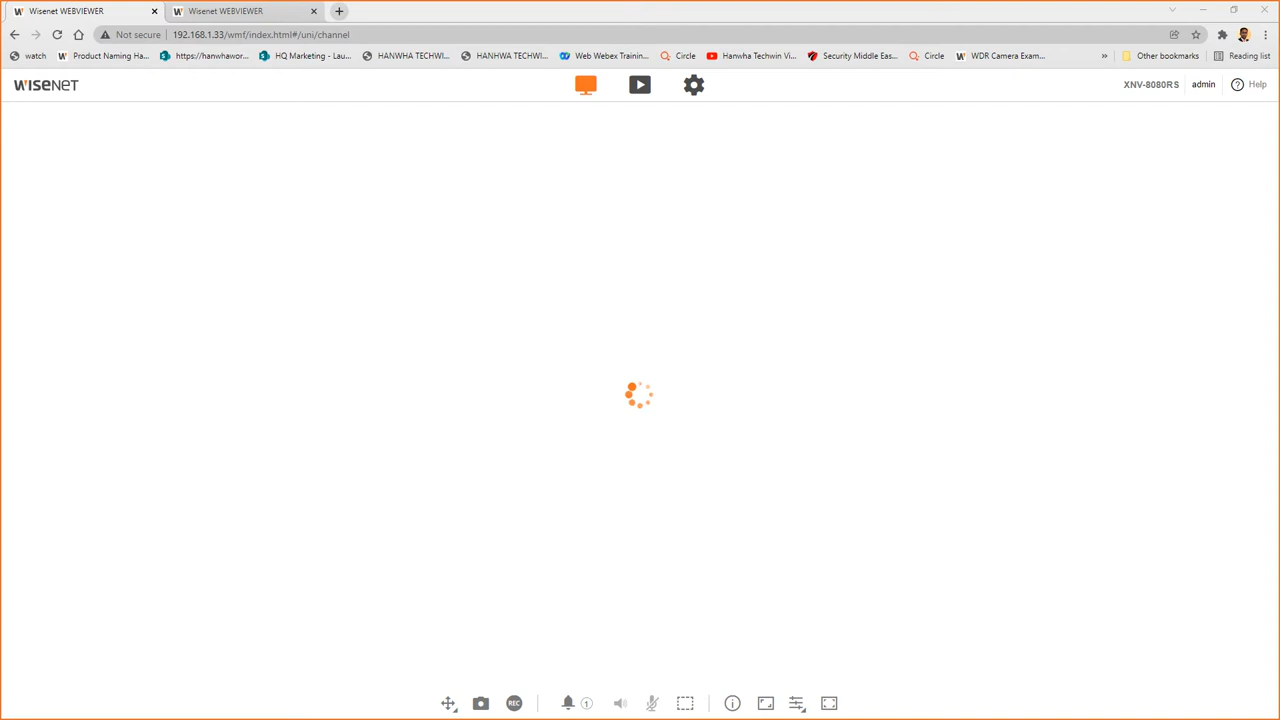 Wisenet WEBVIEWER
Wisenet WEBVIEWER
Not secure 192.168.1.33/wmf/index.html#/uni/channel
watch
Product Naming Ha...
https://hanwhawor...
HQ Marketing - Lau...
HANWHA TECHWI...
HANWHA TECHWI...
Web Webex Training...
Circle
Hanwha Techwin Vi...
Security Middle Eas...
Circle
WDR Camera Exam...
»
Other bookmarks
Reading list
WISENET
XNV-8080RS
admin
Help
REC
1